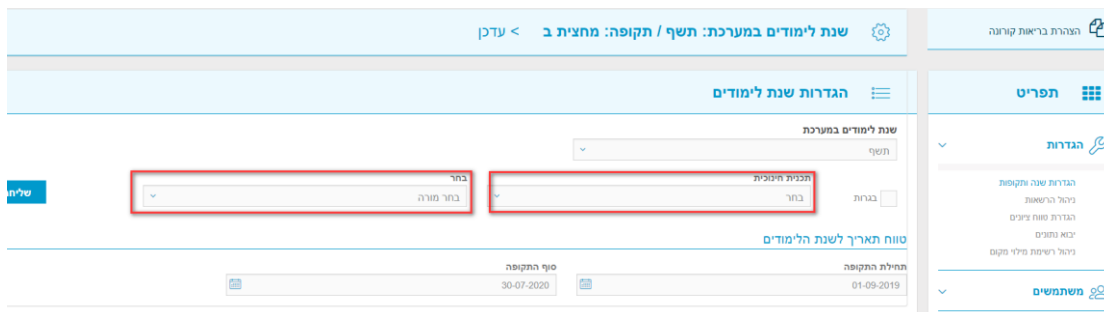 הצהרת בריאות קורונה
שנת לימודים במערכת: תשף / תקופה: מחצית ב > עדכן
תפריט
הגדרות
הגדרות שנה ותקופות
ניהול הרשאות
הגדרת טווח ציונים
יבוא נתונים
ניהול רשימת מילוי מקום
משתמשים
הגדרות שנת לימודים
שנת לימודים במערכת
תשף
תכנית חינוכית
בחר
בגרות
בחר
בחר מורה
טווח תאריך לשנת הלימודים
תחילת התקופה
סוף התקופה
01-09-2019
30-07-2020